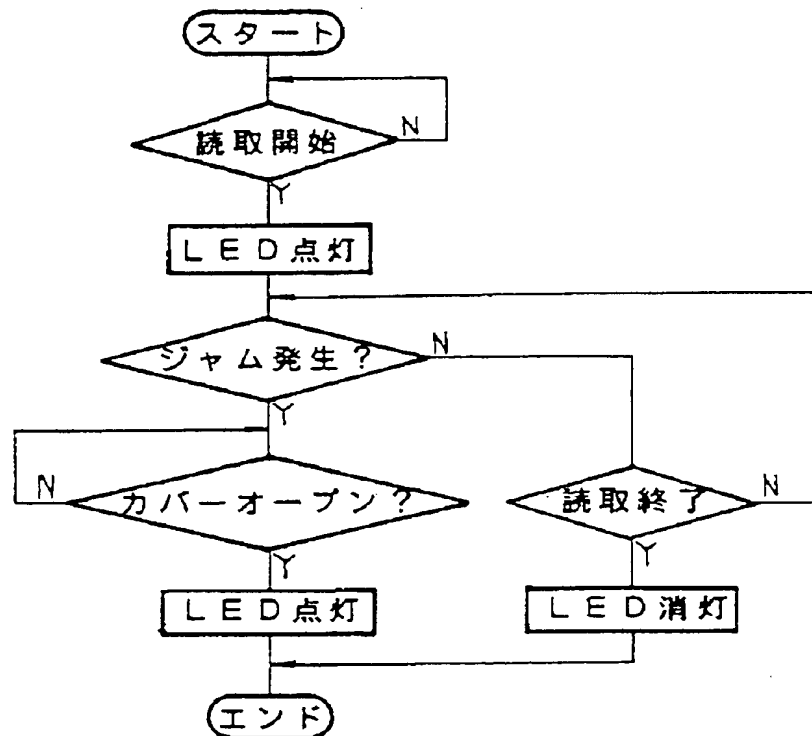 スタート
N
読取開始
Y
LED点灯
ジャム発生?
N
Y
N
カバーオープン?
読取終了
N
Y
Y
LED点灯
LED消灯
エンド